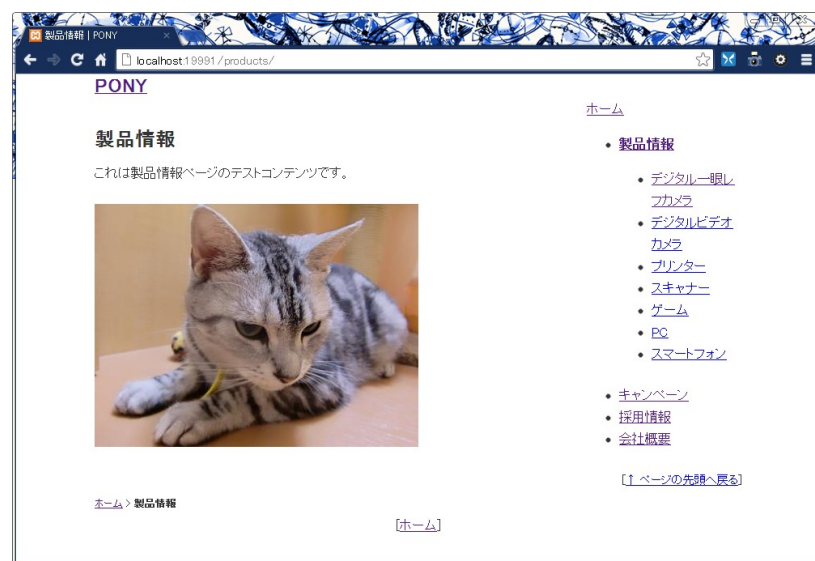 製品情報 | PONY
localhost:19991/products/
PONY
製品情報
これは製品情報ページのテストコンテンツです。
ホーム > 製品情報
[ホーム]
ホーム
製品情報
デジタル一眼レ
フカメラ
デジタルビデオ
カメラ
プリンター
スキャナー
ゲーム
PC
スマートフォン
キャンペーン
採用情報
会社概要
[↑ ページの先頭へ戻る]